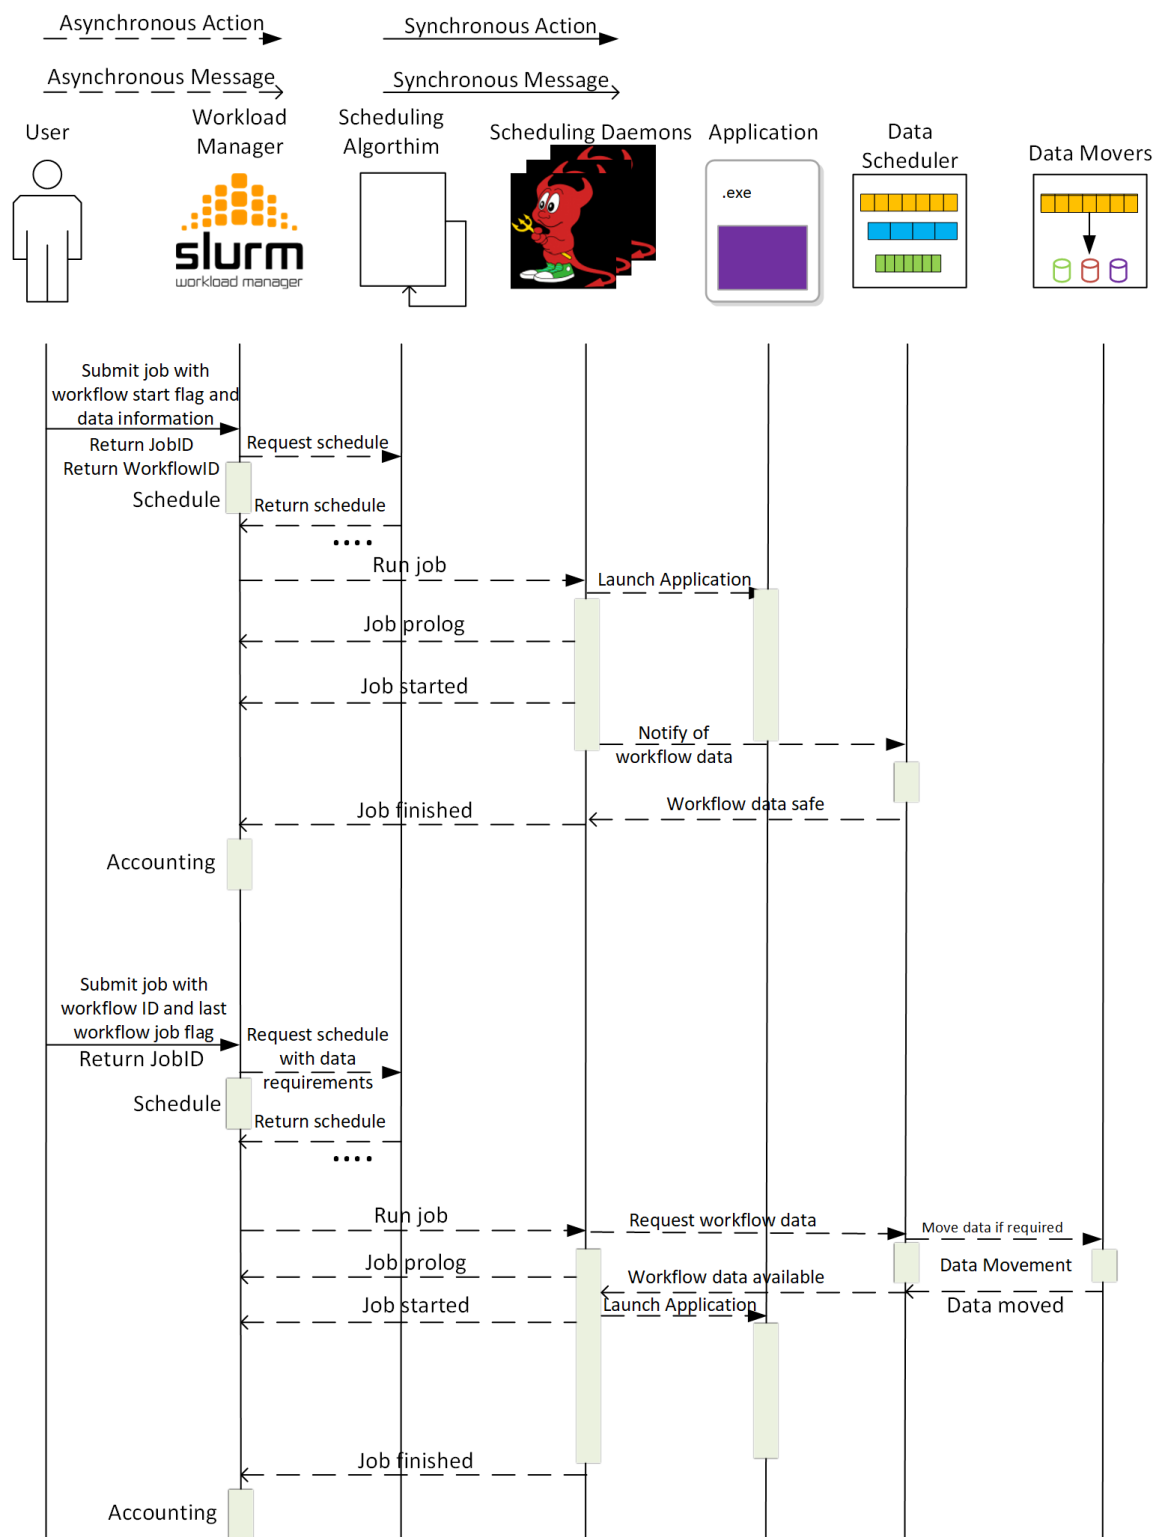 Asynchronous Action
Synchronous Action
Asynchronous Message
Synchronous Message
User
Workload
Manager
Scheduling
Algorthim
Scheduling Daemons
Application
Data
Scheduler
Data Movers
slurm
workload manager
.exe
Submit job with
workflow start flag and
data information
Return JobID
Return WorkflowID
Request schedule
Schedule
Return schedule
....
Run job
Launch Application
Job prolog
Job started
Notify of
workflow data
Workflow data safe
Job finished
Accounting
Submit job with
workflow ID and last
workflow job flag
Return JobID
Request schedule
with data
requirements
Schedule
Return schedule
....
Run job
Request workflow data
Move data if required
Job prolog
Data Movement
Workflow data available
Job started
Launch Application
Data moved
Job finished
Accounting